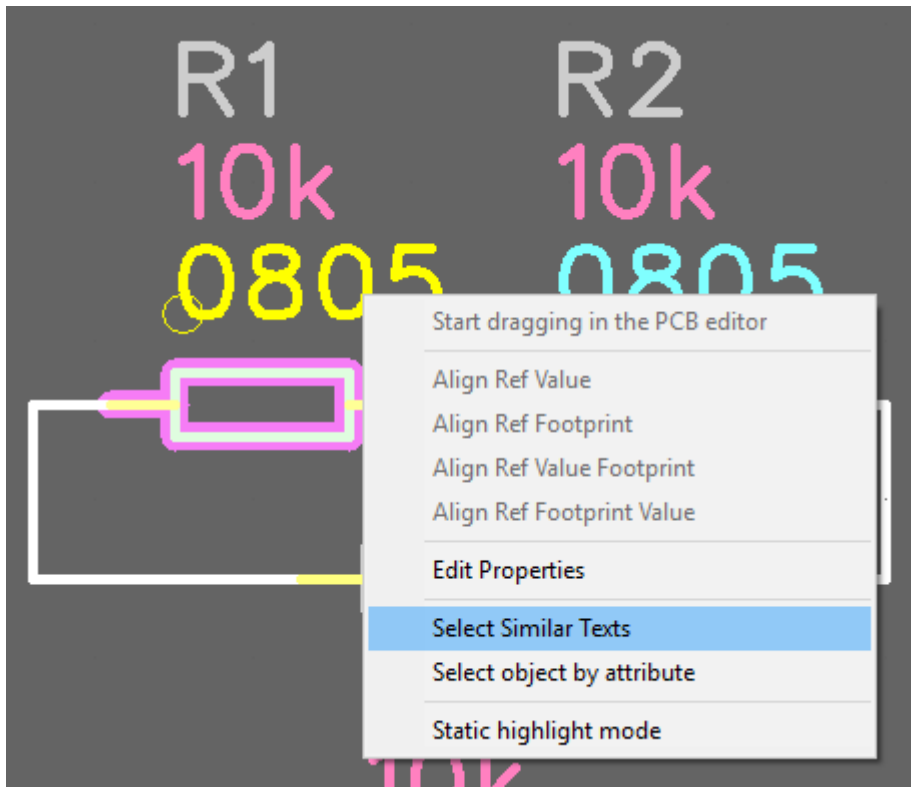 R1 R2
10k 10k
0805 0805
Start dragging in the PCB editor
Align Ref Value
Align Ref Footprint
Align Ref Value Footprint
Align Ref Footprint Value
Edit Properties
Select Similar Texts
Select object by attribute
Static highlight mode
10k